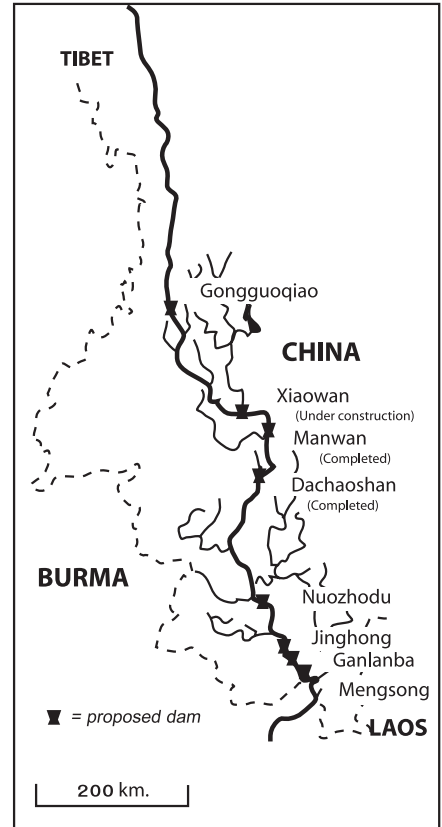 TIBET
Gongguoqiao
CHINA
Xiaowan
(Under construction)
Manwan
(Completed)
Dachaoshan
(Completed)
BURMA
Nuozhodu
Jinghong
Ganlanba
Mengsong
= proposed dam
LAOS
200 km.